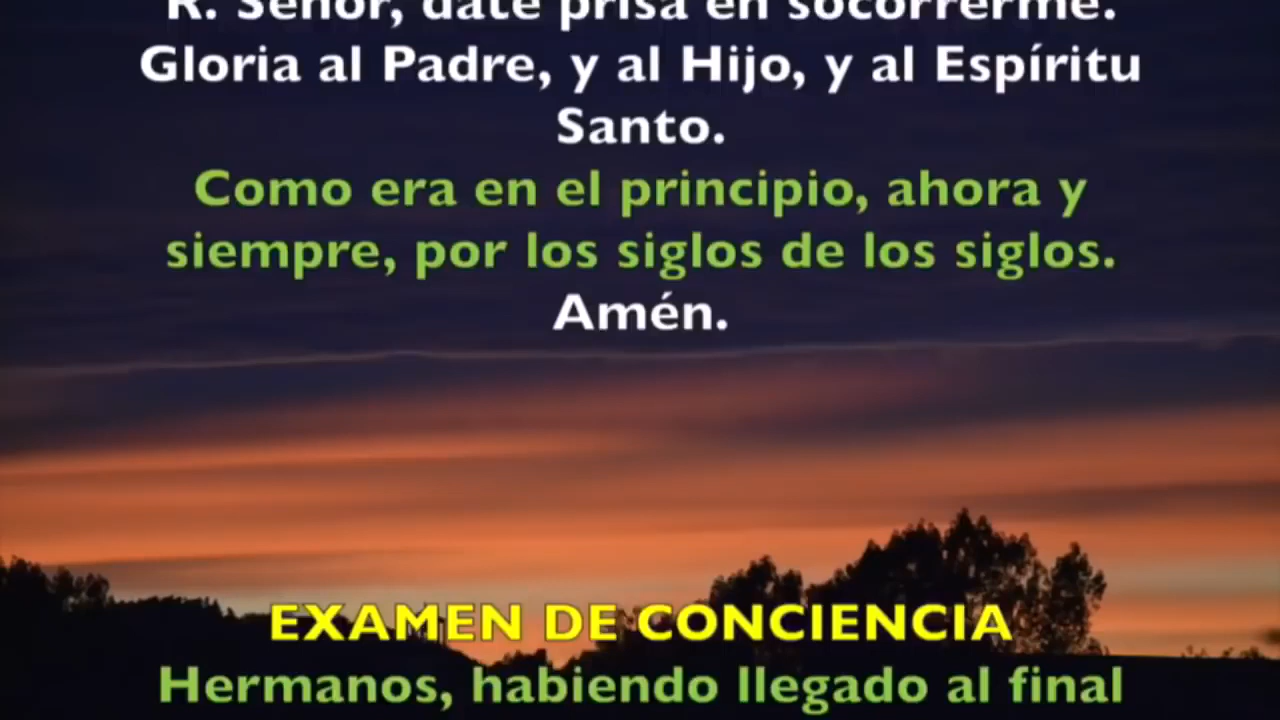 R. Señor, date prisa en socorrerme.
Gloria al Padre, y al Hijo, y al Espíritu
Santo.
Como era en el principio, ahora y
siempre, por los siglos de los siglos.
Amén.
EXAMEN DE CONCIENCIA
Hermanos, habiendo llegado al final